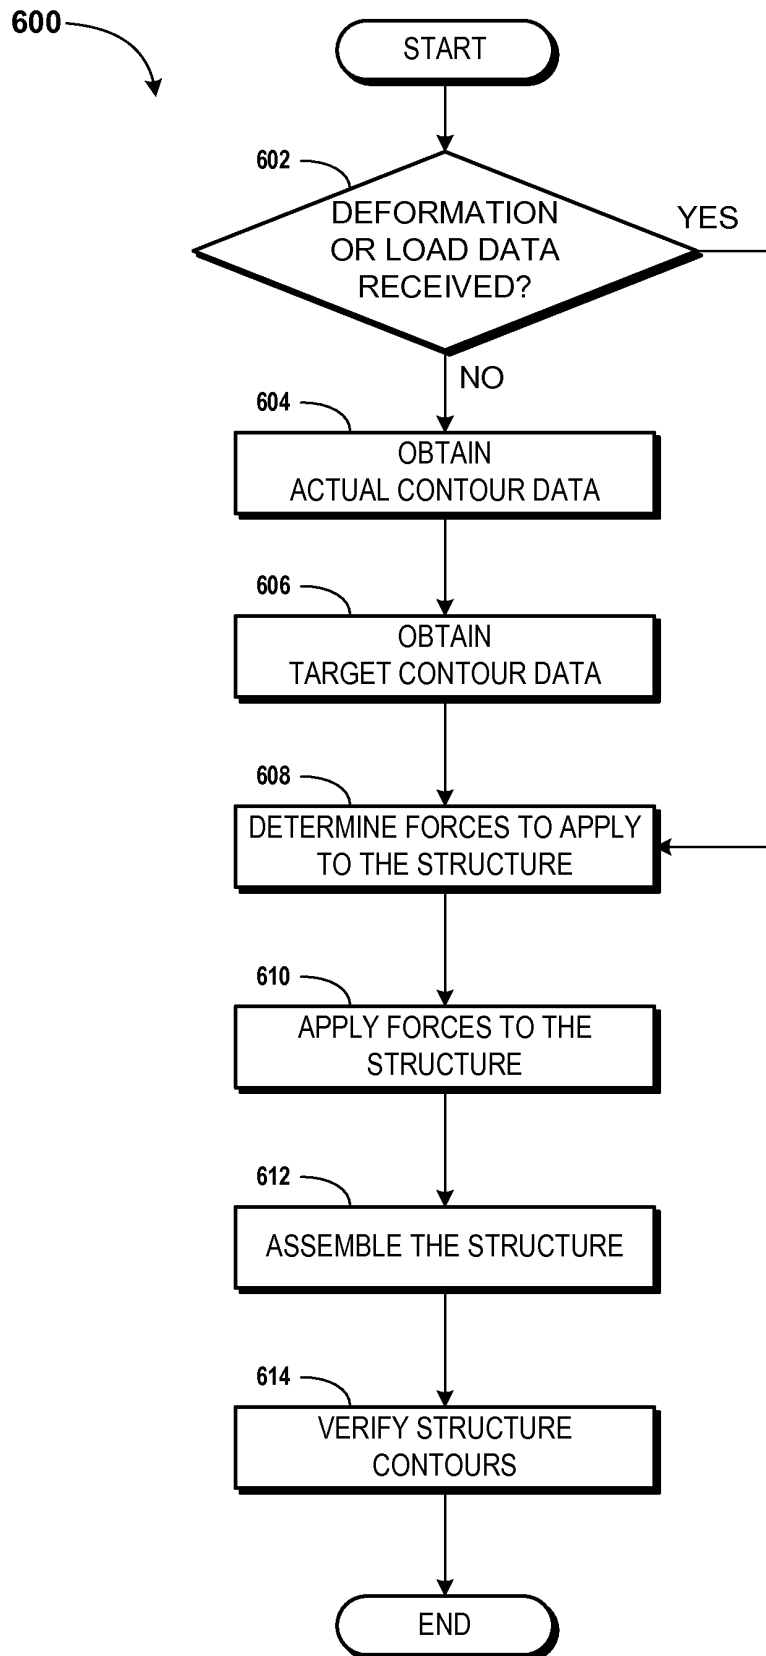 600
START
602
DEFORMATION
OR LOAD DATA
RECEIVED?
YES
NO
604
OBTAIN
ACTUAL CONTOUR DATA
606
OBTAIN
TARGET CONTOUR DATA
608
DETERMINE FORCES TO APPLY
TO THE STRUCTURE
610
APPLY FORCES TO THE
STRUCTURE
612
ASSEMBLE THE STRUCTURE
614
VERIFY STRUCTURE
CONTOURS
END